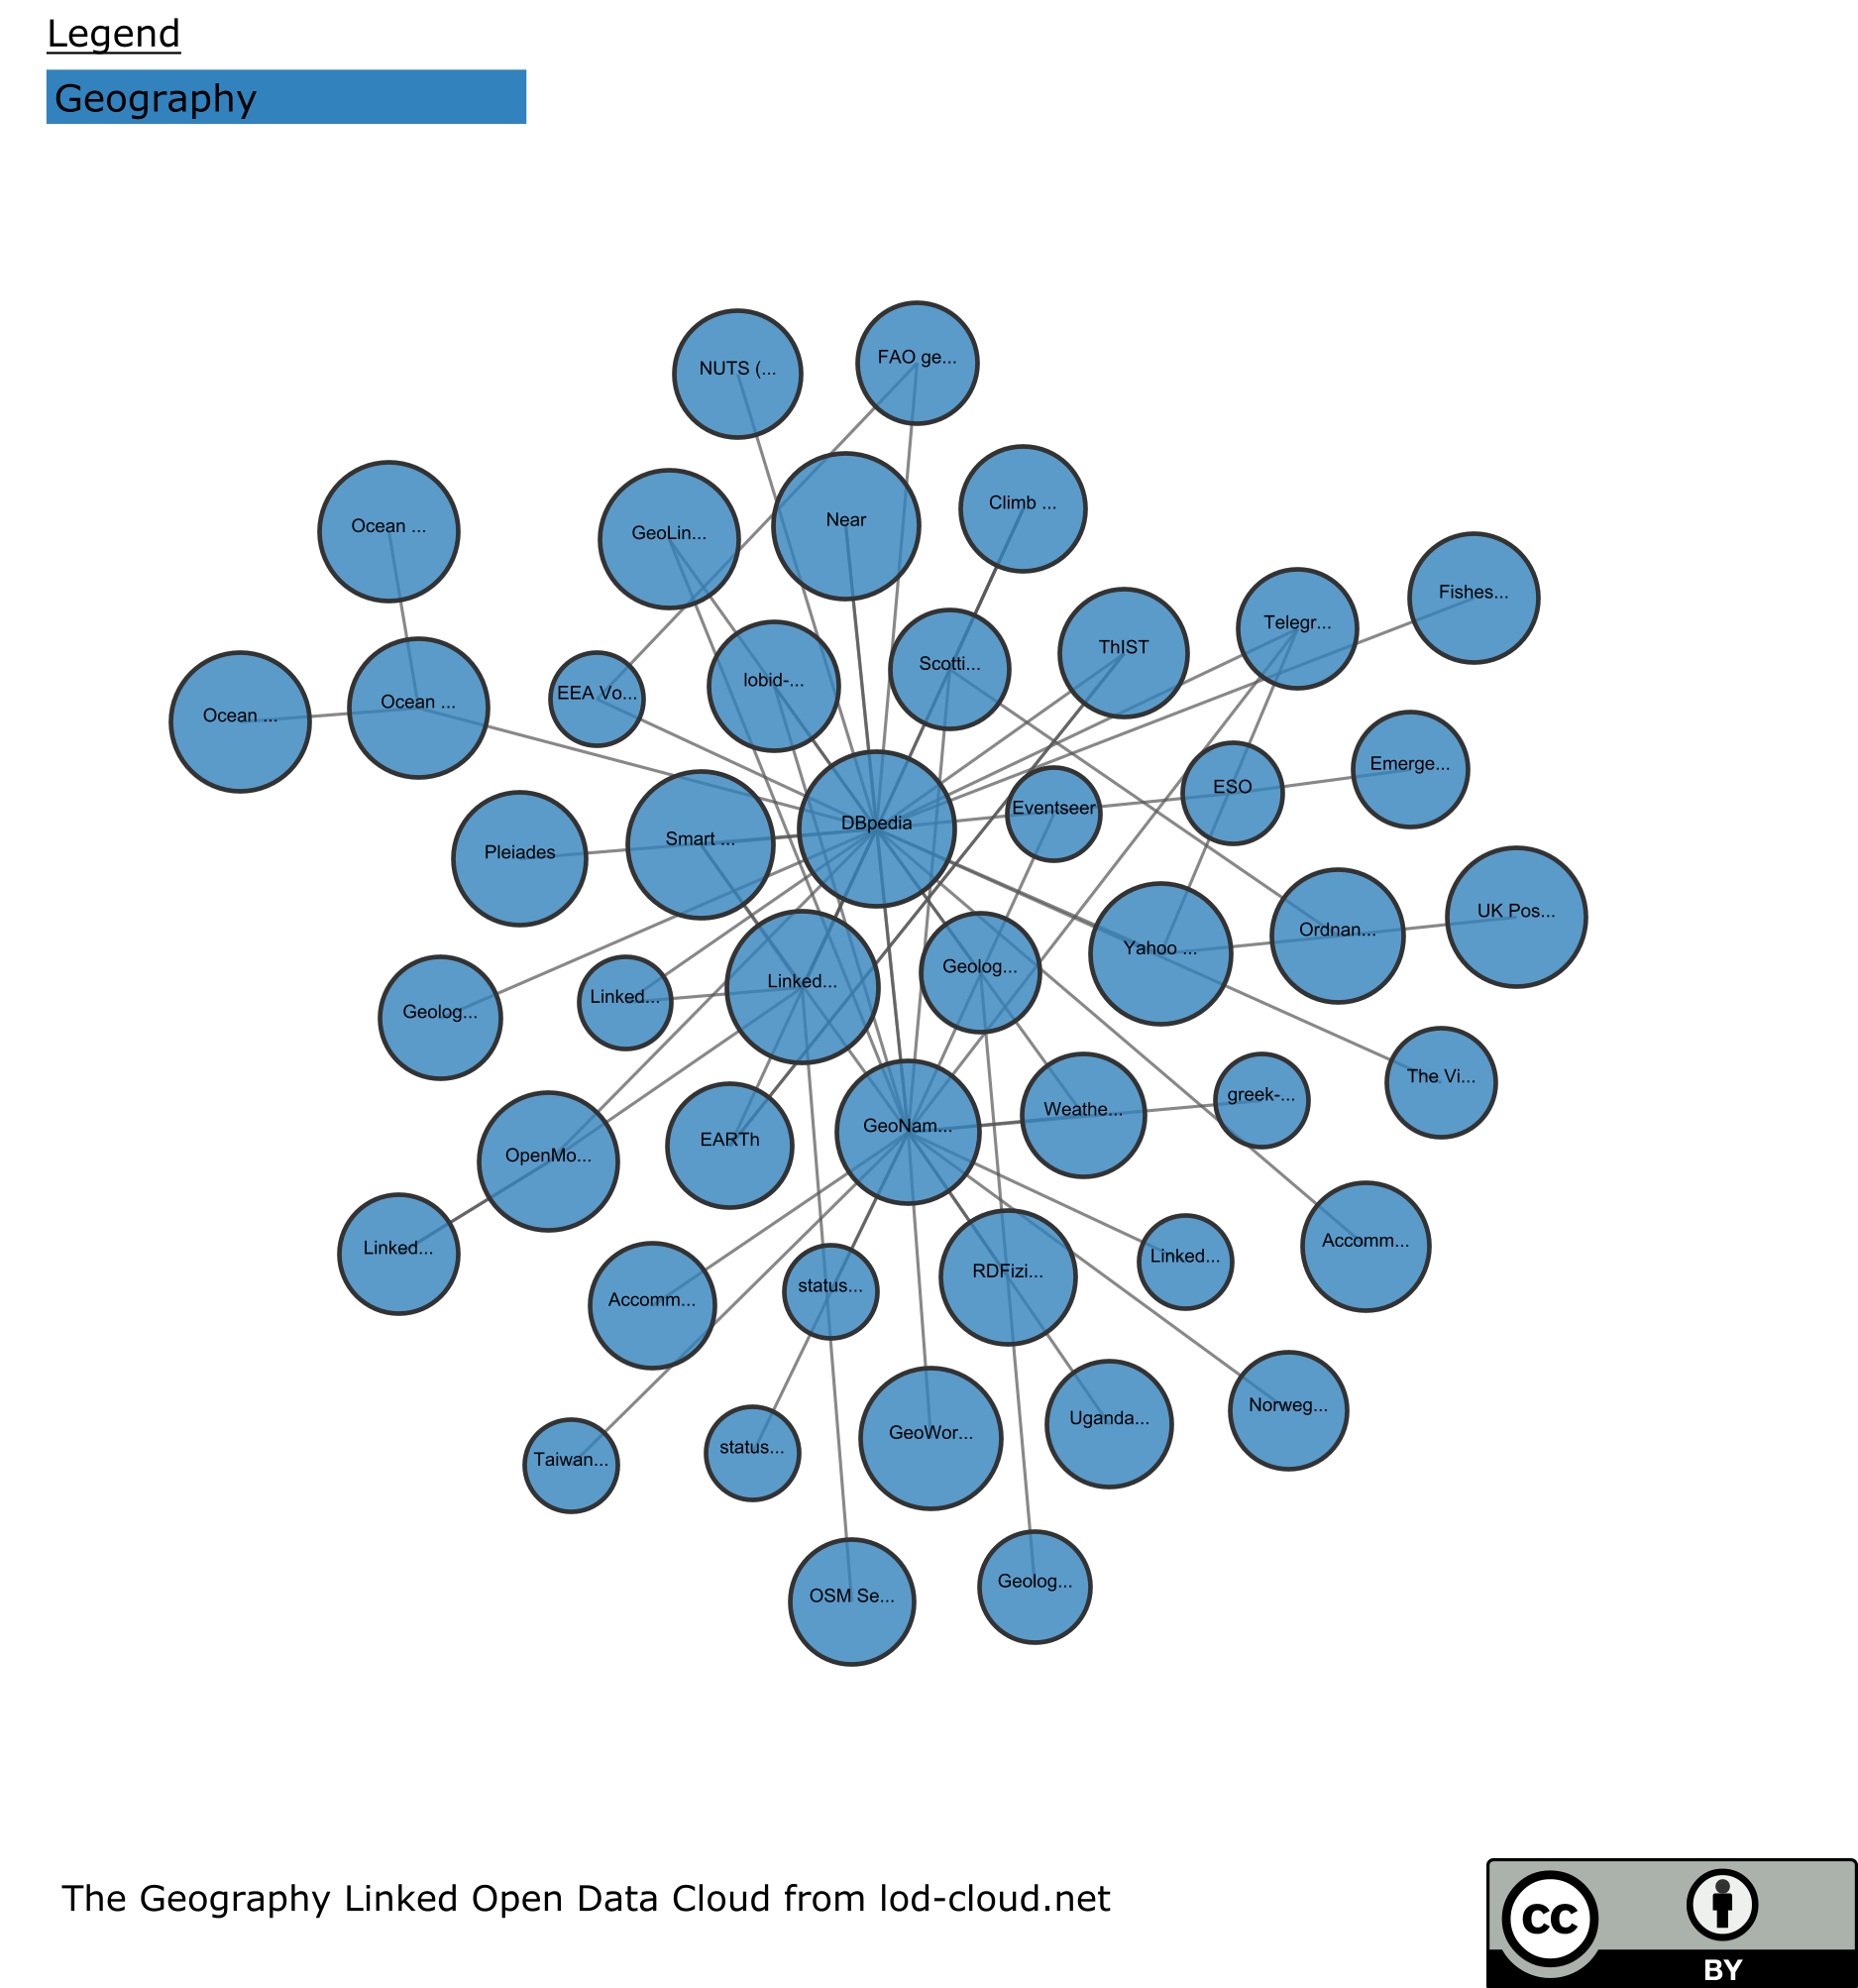 Legend
Geography
FAO ge...
NUTS (...
Climb ...
Near
Ocean ...
GeoLin...
Fishes...
Telegr...
ThIST
Scotti...
lobid-...
EEA Vo...
Ocean ...
Ocean ...
Emerge...
ESO
Eventseer
DBpedia
Smart ...
Pleiades
UK Pos...
Ordnan...
Yahoo ...
Geolog...
Linked...
Linked...
Geolog...
The Vi...
greek-...
Weathe...
GeoNam...
EARTh
OpenMo...
Linked...
Accomm...
Linked...
RDFizi...
status...
Accomm...
Norweg...
Uganda...
GeoWor...
status...
Taiwan...
Geolog...
OSM Se...
The Geography Linked Open Data Cloud from lod-cloud.net
cc
BY